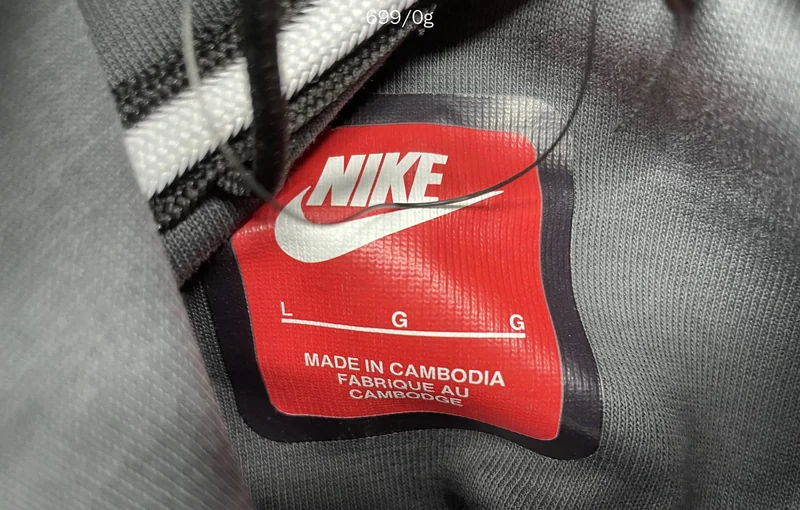 699/0g
NIKE
L G G
MADE IN CAMBODIA
FABRIQUE AU
CAMBODGE